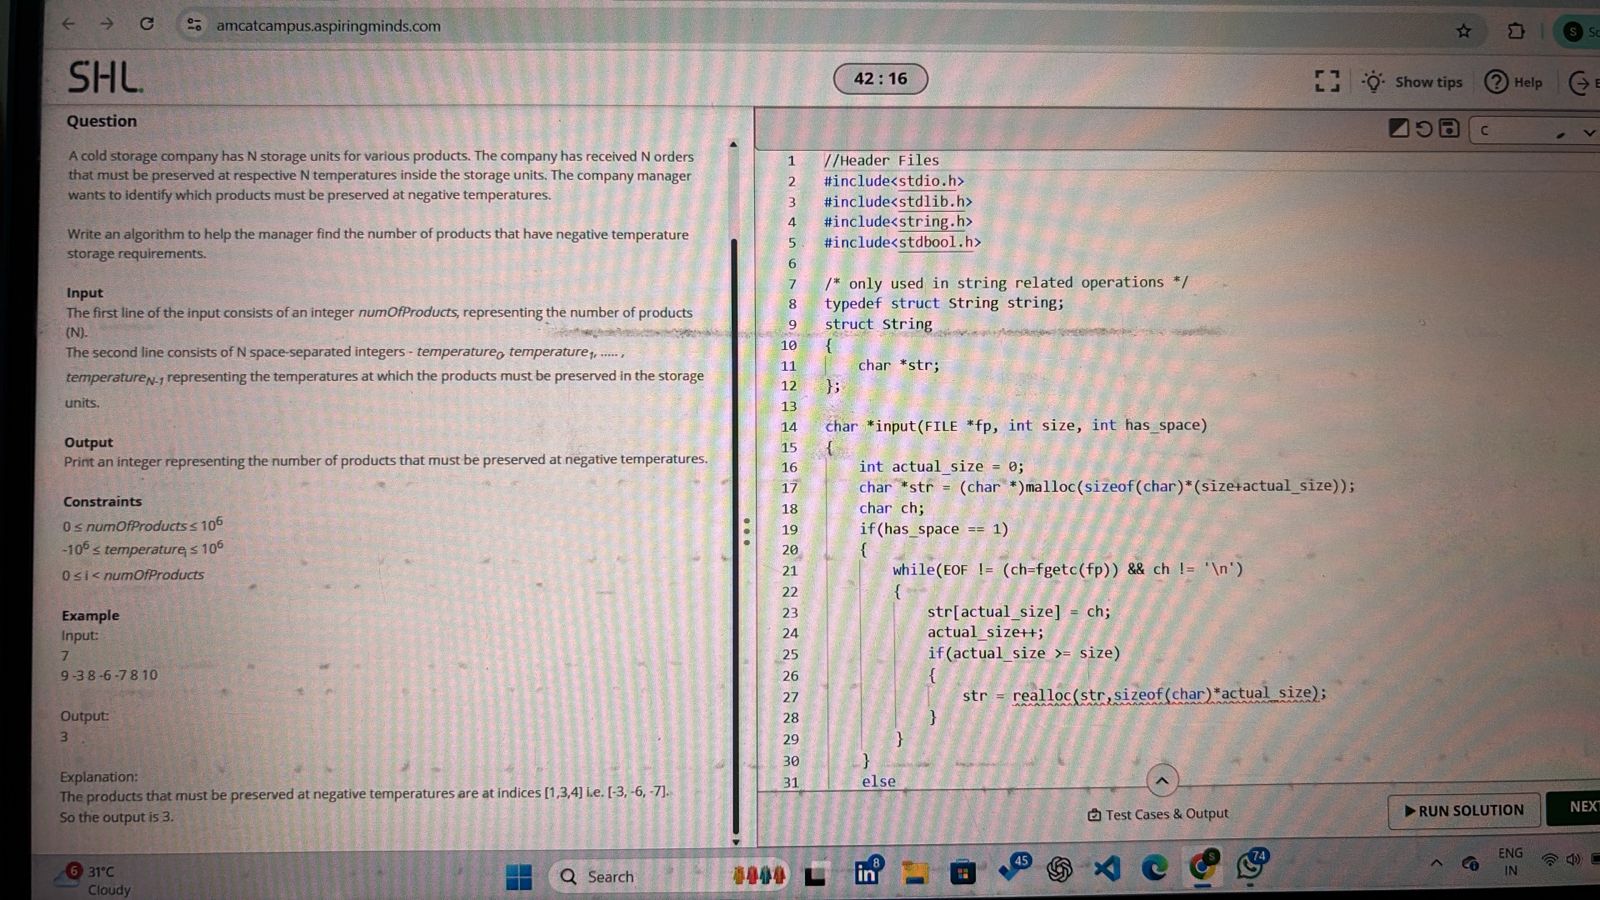 amcatcampus.aspiringminds.com
SHL.
42 : 16
Show tips
Help
Question
A cold storage company has N storage units for various products. The company has received N orders
that must be preserved at respective N temperatures inside the storage units. The company manager
wants to identify which products must be preserved at negative temperatures.
Write an algorithm to help the manager find the number of products that have negative temperature
storage requirements.
Input
The first line of the input consists of an integer numOfProducts, representing the number of products
(N).
The second line consists of N space-separated integers - temperature0, temperature1, ..... ,
temperatureN-1 representing the temperatures at which the products must be preserved in the storage
units.
Output
Print an integer representing the number of products that must be preserved at negative temperatures.
Constraints
0 ≤ numOfProducts ≤ 10^6
-10^6 ≤ temperaturei ≤ 10^6
0 ≤ i < numOfProducts
Example
Input:
7
9 -3 8 -6 -7 8 10
Output:
3
Explanation:
The products that must be preserved at negative temperatures are at indices [1,3,4] i.e. [-3, -6, -7].
So the output is 3.
C
1 //Header Files
2 #include<stdio.h>
3 #include<stdlib.h>
4 #include<string.h>
5 #include<stdbool.h>
6
7 /* only used in string related operations */
8 typedef struct String string;
9 struct String
10 {
11 char *str;
12 };
13
14 char *input(FILE *fp, int size, int has_space)
15 {
16 int actual_size = 0;
17 char *str = (char *)malloc(sizeof(char)*(size+actual_size));
18 char ch;
19 if(has_space == 1)
20 {
21 while(EOF != (ch=fgetc(fp)) && ch != '\n')
22 {
23 str[actual_size] = ch;
24 actual_size++;
25 if(actual_size >= size)
26 {
27 str = realloc(str,sizeof(char)*actual_size);
28 }
29 }
30 }
31 else
Test Cases & Output
RUN SOLUTION
NEXT
6
31°C
Cloudy
Search
8
45
S
74
ENG
IN